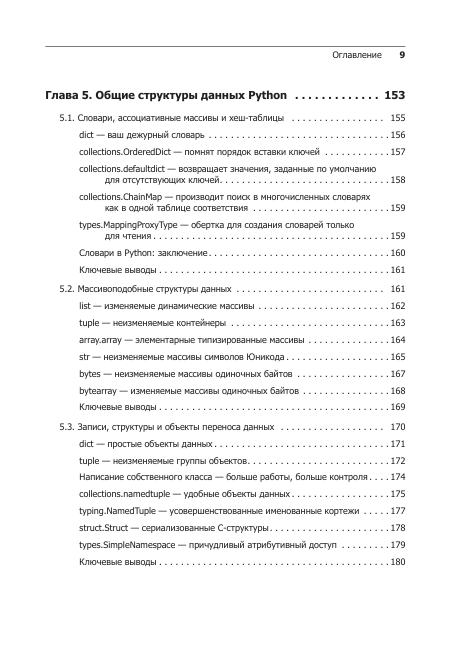 Оглавление 9
Глава 5. Общие структуры данных Python . . . . . . . . . . . . . 153
5.1. Словари, ассоциативные массивы и хеш-таблицы . . . . . . . . . . . . . . . . . . 155
dict — ваш дежурный словарь . . . . . . . . . . . . . . . . . . . . . . . . . . . . . . . . . . . 156
collections.OrderedDict — помнят порядок вставки ключей . . . . . . . . . . . . . 157
collections.defaultdict — возвращает значения, заданные по умолчанию
для отсутствующих ключей. . . . . . . . . . . . . . . . . . . . . . . . . . . . . . . . . 158
collections.ChainMap — производит поиск в многочисленных словарях
как в одной таблице соответствия . . . . . . . . . . . . . . . . . . . . . . . . . . . 159
types.MappingProxyType — обертка для создания словарей только
для чтения . . . . . . . . . . . . . . . . . . . . . . . . . . . . . . . . . . . . . . . . . . . . . 159
Словари в Python: заключение. . . . . . . . . . . . . . . . . . . . . . . . . . . . . . . . . . . 160
Ключевые выводы . . . . . . . . . . . . . . . . . . . . . . . . . . . . . . . . . . . . . . . . . . . . 161
5.2. Массивоподобные структуры данных . . . . . . . . . . . . . . . . . . . . . . . . . . . . 161
list — изменяемые динамические массивы . . . . . . . . . . . . . . . . . . . . . . . . . . 162
tuple — неизменяемые контейнеры . . . . . . . . . . . . . . . . . . . . . . . . . . . . . . . 163
array.array — элементарные типизированные массивы . . . . . . . . . . . . . . . . 164
str — неизменяемые массивы символов Юникода . . . . . . . . . . . . . . . . . . . . 165
bytes — неизменяемые массивы одиночных байтов . . . . . . . . . . . . . . . . . . 167
bytearray — изменяемые массивы одиночных байтов . . . . . . . . . . . . . . . . . 168
Ключевые выводы . . . . . . . . . . . . . . . . . . . . . . . . . . . . . . . . . . . . . . . . . . . . 169
5.3. Записи, структуры и объекты переноса данных . . . . . . . . . . . . . . . . . . . . 170
dict — простые объекты данных . . . . . . . . . . . . . . . . . . . . . . . . . . . . . . . . . . 171
tuple — неизменяемые группы объектов. . . . . . . . . . . . . . . . . . . . . . . . . . . . 172
Написание собственного класса — больше работы, больше контроля . . . . 174
collections.namedtuple — удобные объекты данных . . . . . . . . . . . . . . . . . . . 175
typing.NamedTuple — усовершенствованные именованные кортежи . . . . . 177
struct.Struct — сериализованные С-структуры. . . . . . . . . . . . . . . . . . . . . . . 178
types.SimpleNamespace — причудливый атрибутивный доступ . . . . . . . . . 179
Ключевые выводы . . . . . . . . . . . . . . . . . . . . . . . . . . . . . . . . . . . . . . . . . . . . 180